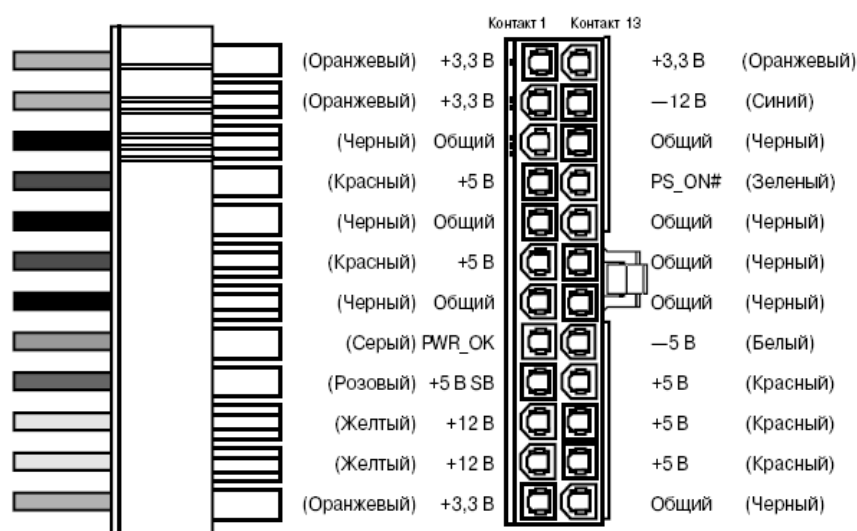 Контакт 1 Контакт 13
(Оранжевый) +3,3 В +3,3 В (Оранжевый)
(Оранжевый) +3,3 В —12 В (Синий)
(Черный) Общий Общий (Черный)
(Красный) +5 В PS_ON# (Зеленый)
(Черный) Общий Общий (Черный)
(Красный) +5 В Общий (Черный)
(Черный) Общий Общий (Черный)
(Серый) PWR_OK —5 В (Белый)
(Розовый) +5 В SB +5 В (Красный)
(Желтый) +12 В +5 В (Красный)
(Желтый) +12 В +5 В (Красный)
(Оранжевый) +3,3 В Общий (Черный)